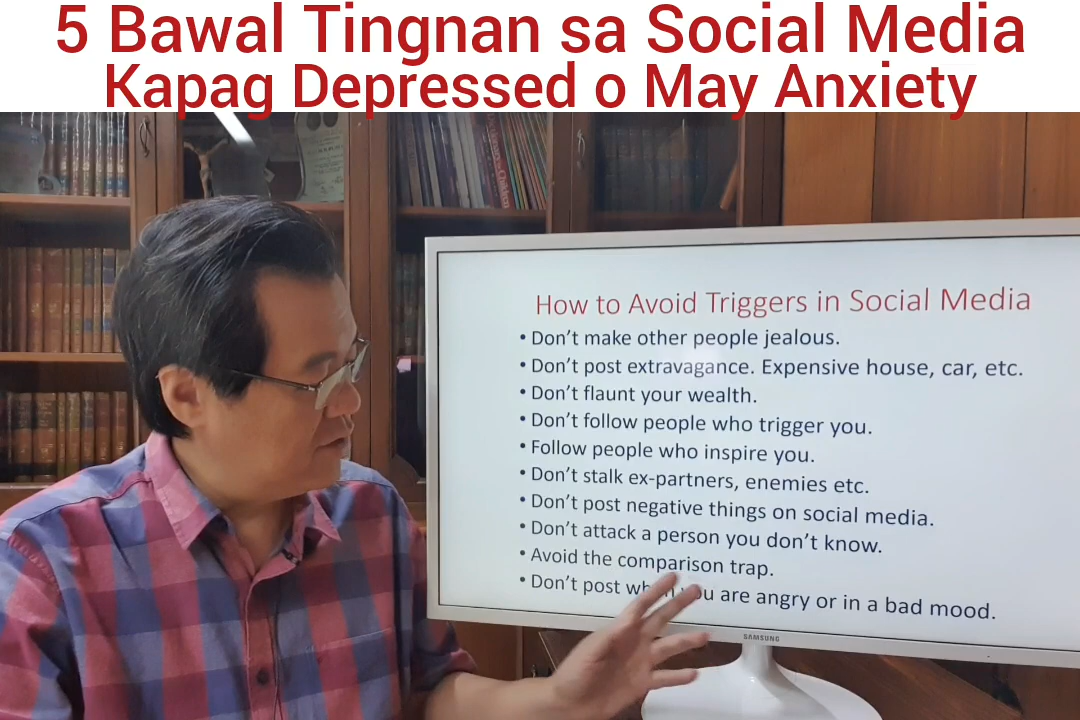 5 Bawal Tingnan sa Social Media
Kapag Depressed o May Anxiety
How to Avoid Triggers in Social Media
• Don't make other people jealous.
• Don't post extravagance. Expensive house, car, etc.
• Don't flaunt your wealth.
• Don't follow people who trigger you.
• Follow people who inspire you.
• Don't stalk ex-partners, enemies etc.
• Don't post negative things on social media.
• Don't attack a person you don't know.
• Avoid the comparison trap.
• Don't post when you are angry or in a bad mood.
SAMSUNG